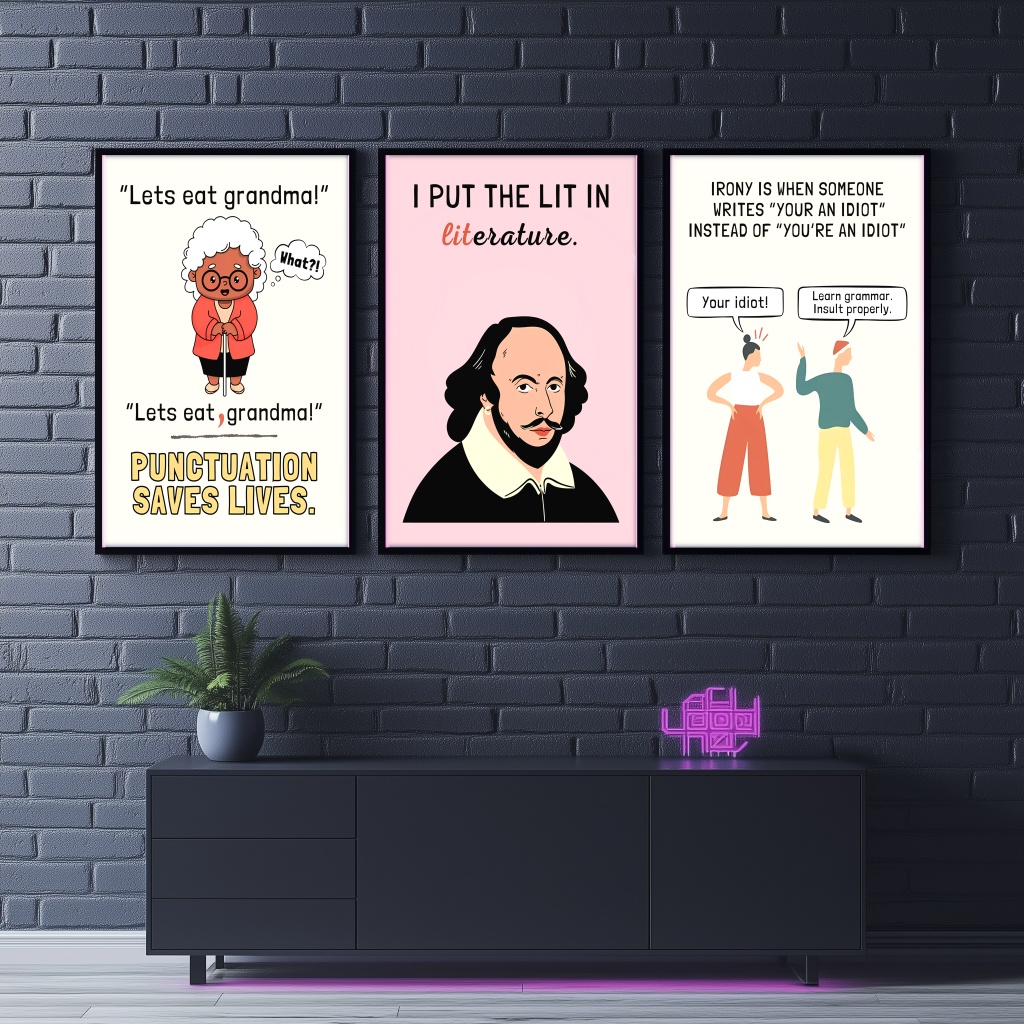 “Lets eat grandma!”
What?!
“Lets eat,grandma!”
PUNCTUATION
SAVES LIVES.
I PUT THE LIT IN
literature.
IRONY IS WHEN SOMEONE
WRITES “YOUR AN IDIOT”
INSTEAD OF “YOU’RE AN IDIOT”
Your idiot!
Learn grammar.
Insult properly.